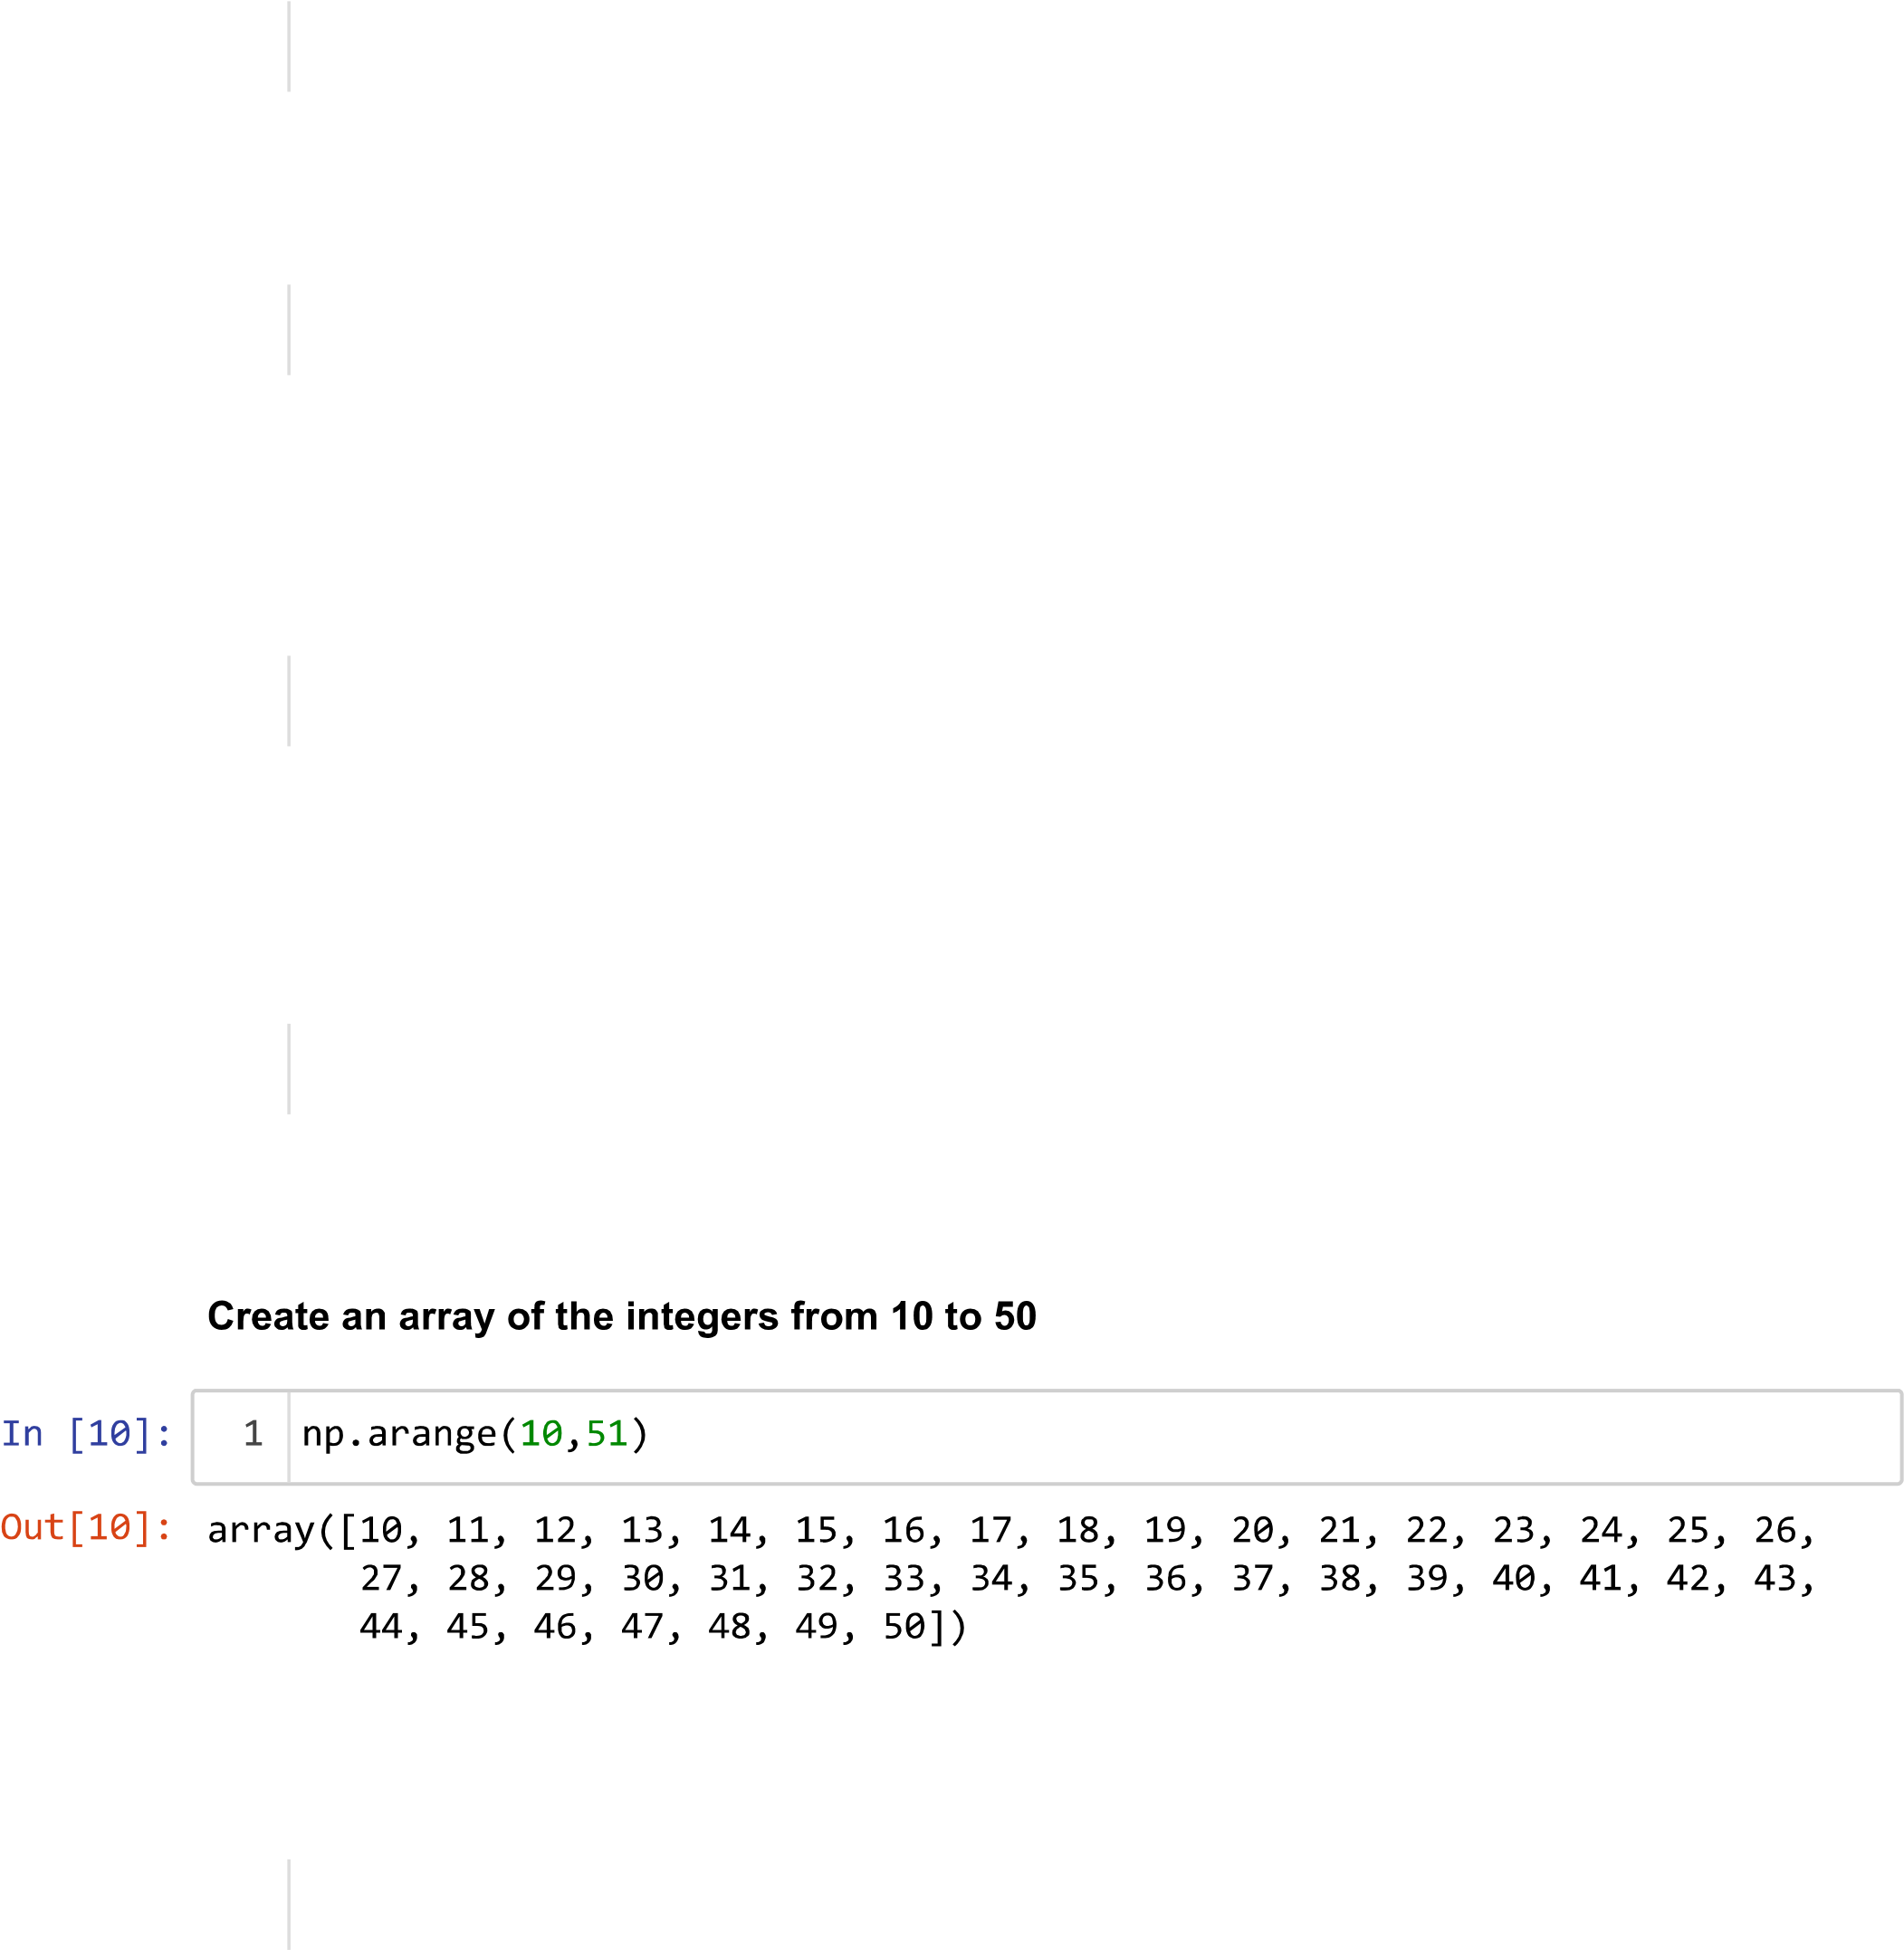 Create an array of the integers from 10 to 50
In [10]: 1 np.arange(10,51)
Out[10]: array([10, 11, 12, 13, 14, 15, 16, 17, 18, 19, 20, 21, 22, 23, 24, 25, 26,
27, 28, 29, 30, 31, 32, 33, 34, 35, 36, 37, 38, 39, 40, 41, 42, 43,
44, 45, 46, 47, 48, 49, 50])